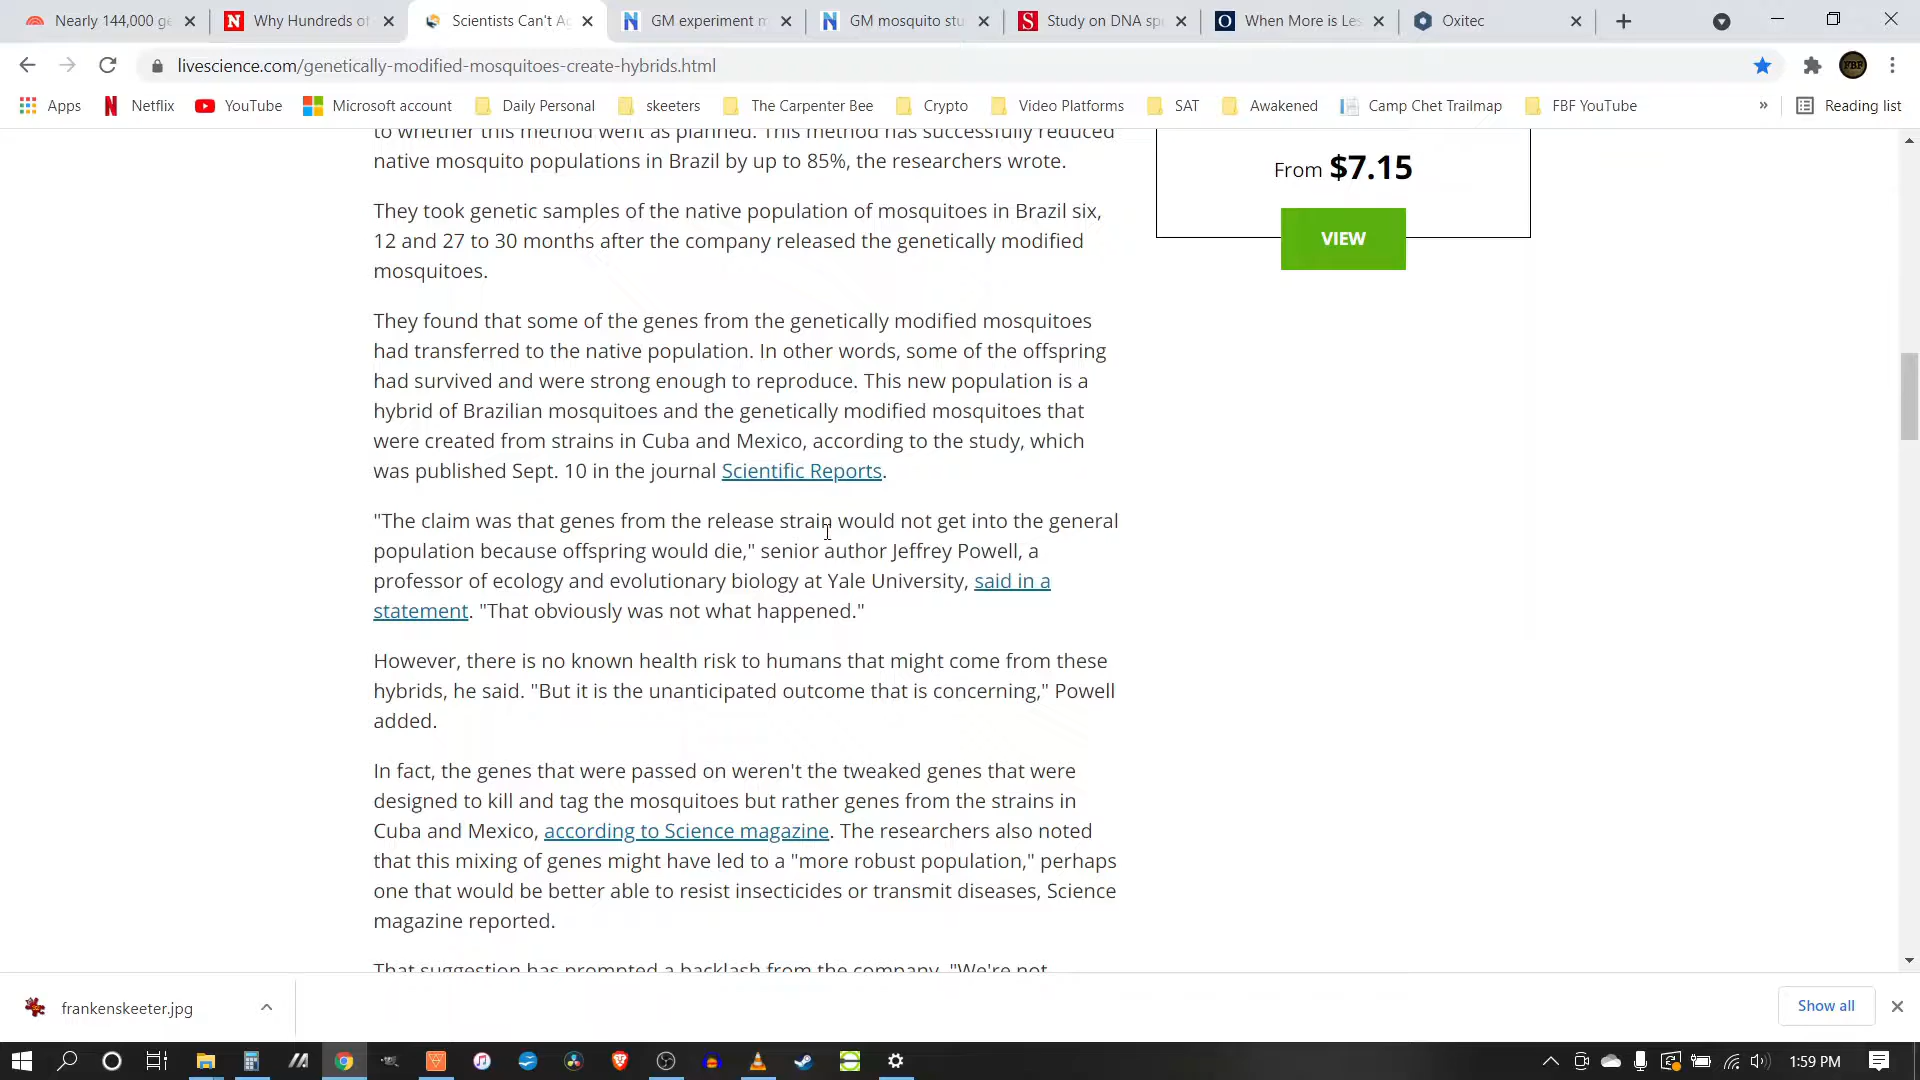 Nearly 144,000 ge
Why Hundreds of
Scientists Can't A
GM experiment m
GM mosquito stu
Study on DNA sp
When More is Les
Oxitec
livescience.com/genetically-modified-mosquitoes-create-hybrids.html
Apps
Netflix
YouTube
Microsoft account
Daily Personal
skeeters
The Carpenter Bee
Crypto
Video Platforms
SAT
Awakened
Camp Chet Trailmap
FBF YouTube
»
Reading list
to whether this method went as planned. This method has successfully reduced
native mosquito populations in Brazil by up to 85%, the researchers wrote.
They took genetic samples of the native population of mosquitoes in Brazil six,
12 and 27 to 30 months after the company released the genetically modified
mosquitoes.
They found that some of the genes from the genetically modified mosquitoes
had transferred to the native population. In other words, some of the offspring
had survived and were strong enough to reproduce. This new population is a
hybrid of Brazilian mosquitoes and the genetically modified mosquitoes that
were created from strains in Cuba and Mexico, according to the study, which
was published Sept. 10 in the journal Scientific Reports.
"The claim was that genes from the release strain would not get into the general
population because offspring would die," senior author Jeffrey Powell, a
professor of ecology and evolutionary biology at Yale University, said in a
statement. "That obviously was not what happened."
However, there is no known health risk to humans that might come from these
hybrids, he said. "But it is the unanticipated outcome that is concerning," Powell
added.
In fact, the genes that were passed on weren't the tweaked genes that were
designed to kill and tag the mosquitoes but rather genes from the strains in
Cuba and Mexico, according to Science magazine. The researchers also noted
that this mixing of genes might have led to a "more robust population," perhaps
one that would be better able to resist insecticides or transmit diseases, Science
magazine reported.
That suggestion has prompted a backlash from the company. "We're not
From $7.15
VIEW
frankenskeeter.jpg
Show all
1:59 PM